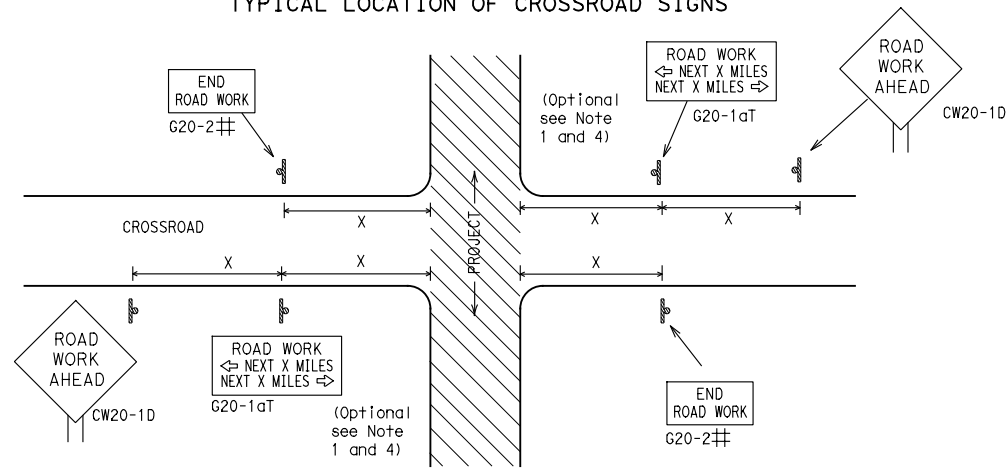 TYPICAL LOCATION OF CROSSROAD SIGNS
END
ROAD WORK
G20-2#
(Optional
see Note
1 and 4)
ROAD WORK
⇦ NEXT X MILES
NEXT X MILES ⇨
G20-1aT
ROAD
WORK
AHEAD
CW20-1D
X
X
X
CROSSROAD
PROJECT
X
X
X
ROAD
WORK
AHEAD
CW20-1D
ROAD WORK
⇦ NEXT X MILES
NEXT X MILES ⇨
G20-1aT
(Optional
see Note
1 and 4)
END
ROAD WORK
G20-2#